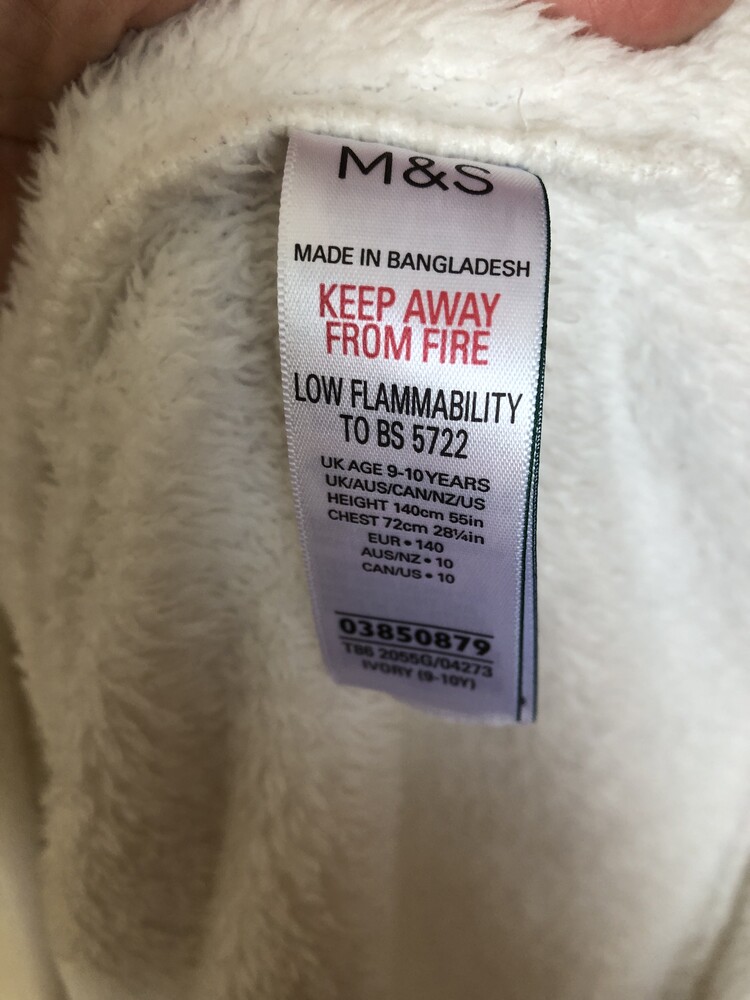 M&S
MADE IN BANGLADESH
KEEP AWAY
FROM FIRE
LOW FLAMMABILITY
TO BS 5722
UK AGE 9-10 YEARS
UK/AUS/CAN/NZ/US
HEIGHT 140cm 55in
CHEST 72cm 28¼in
EUR • 140
AUS/NZ • 10
CAN/US • 10
03850879
T86 2055G/04273
IVORY (9-10Y)